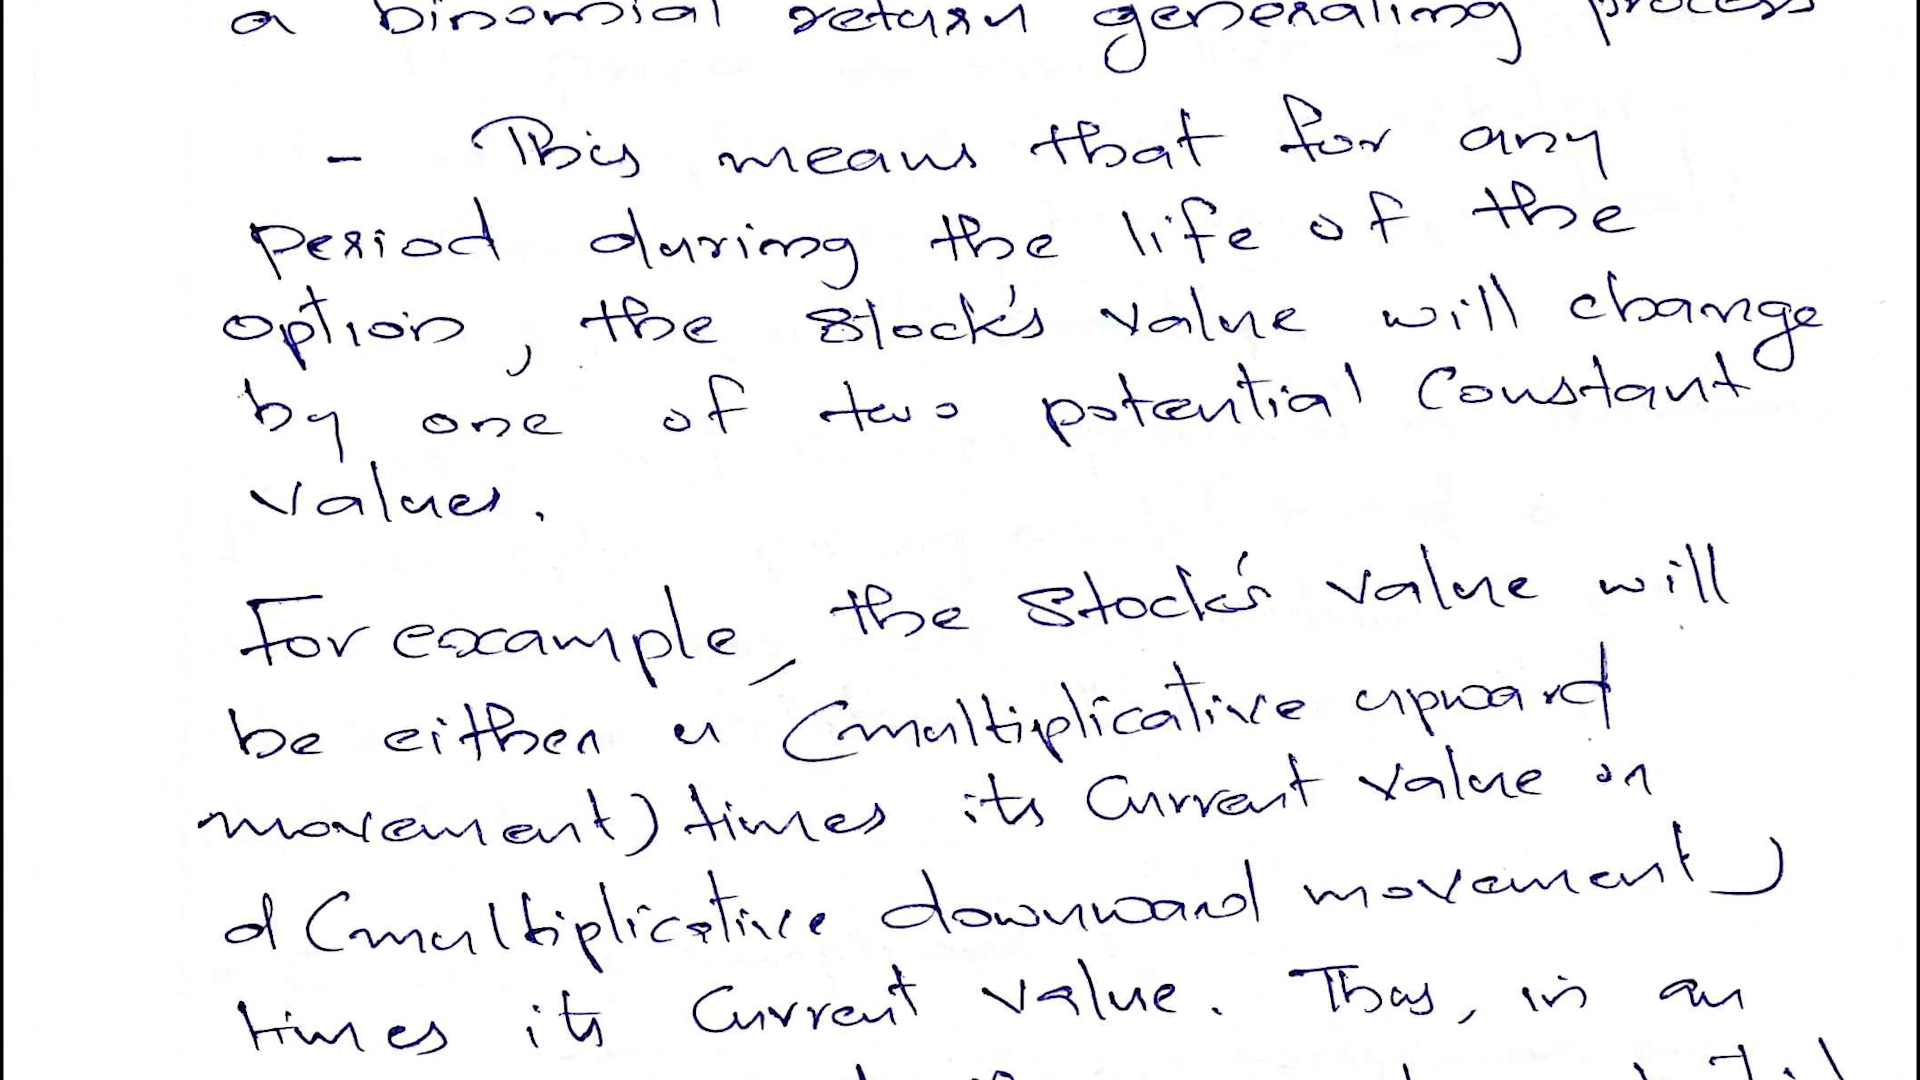 a binomial return generating process
- This means that for any
period during the life of the
option, the stock's value will change
by one of two potential constant
values.
For example, the stock's value will
be either u (multiplicative upward
movement) times its current value or
d (multiplicative downward movement)
times its current value. Thus, in an